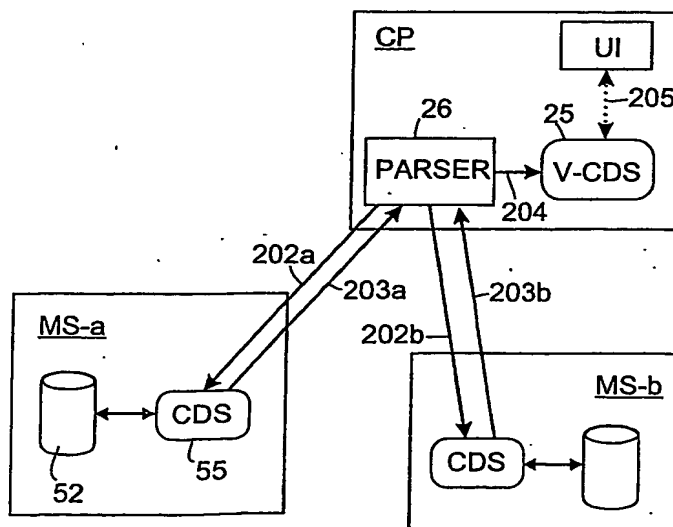 CP
UI
205
25
26
PARSER
V-CDS
204
202a
203a
203b
202b
MS-a
MS-b
CDS
52
55
CDS